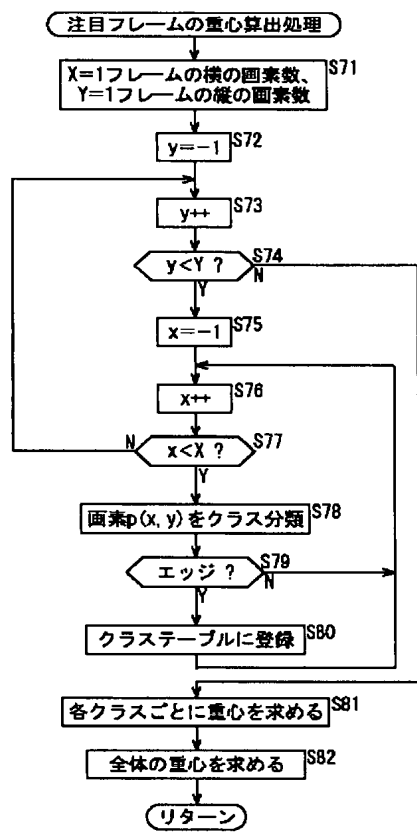 注目フレームの重心算出処理
S71
X=1フレームの横の画素数、
Y=1フレームの縦の画素数
S72
y=-1
S73
y++
S74
y<Y ?
N
Y
S75
x=-1
S76
x++
N
S77
x<X ?
Y
S78
画素p(x, y)をクラス分類
S79
エッジ ?
N
Y
S80
クラステーブルに登録
S81
各クラスごとに重心を求める
S82
全体の重心を求める
リターン